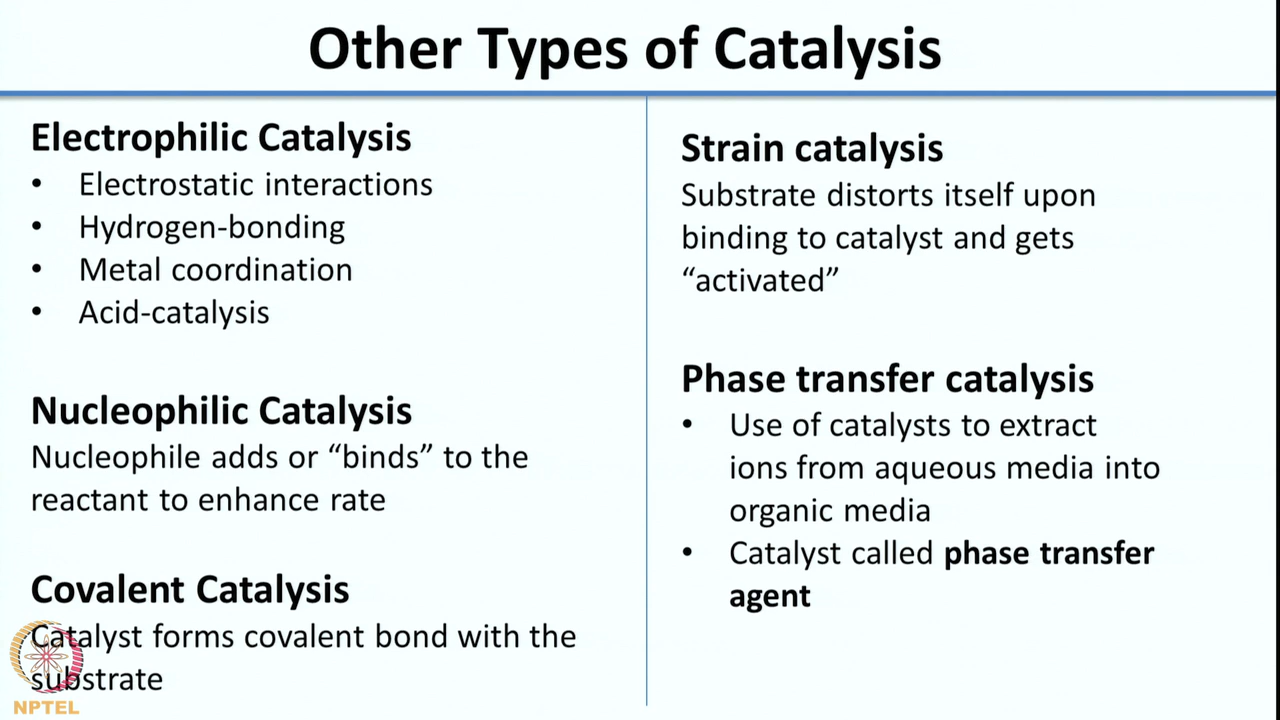 Other Types of Catalysis
Electrophilic Catalysis
• Electrostatic interactions
• Hydrogen-bonding
• Metal coordination
• Acid-catalysis
Nucleophilic Catalysis
Nucleophile adds or “binds” to the
reactant to enhance rate
Covalent Catalysis
Catalyst forms covalent bond with the
substrate
NPTEL
Strain catalysis
Substrate distorts itself upon
binding to catalyst and gets
“activated”
Phase transfer catalysis
• Use of catalysts to extract
ions from aqueous media into
organic media
• Catalyst called phase transfer
agent